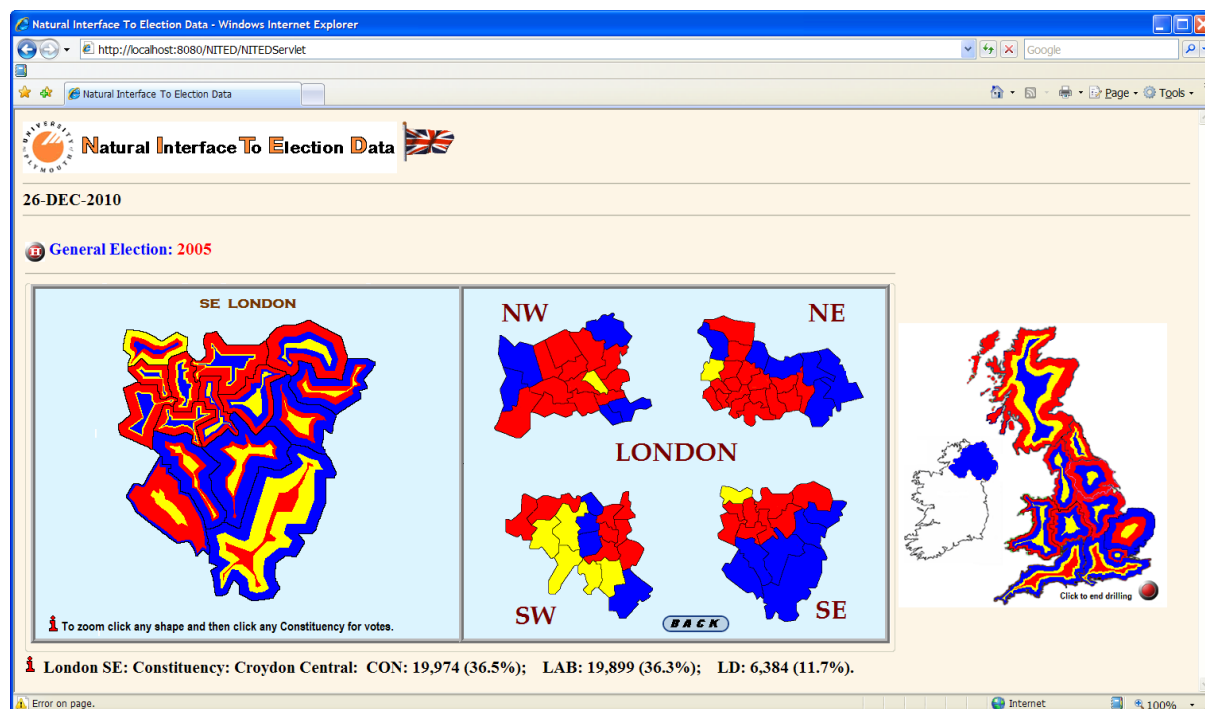 Natural Interface To Election Data - Windows Internet Explorer
http://localhost:8080/NITED/NITEDServlet
Google
Natural Interface To Election Data
Page
Tools
UNIVERSITY OF PLYMOUTH
Natural Interface To Election Data
26-DEC-2010
H General Election: 2005
SE LONDON
NW
NE
LONDON
SW
SE
BACK
Click to end drilling
i To zoom click any shape and then click any Constituency for votes.
i London SE: Constituency: Croydon Central: CON: 19,974 (36.5%); LAB: 19,899 (36.3%); LD: 6,384 (11.7%).
Error on page.
Internet
100%